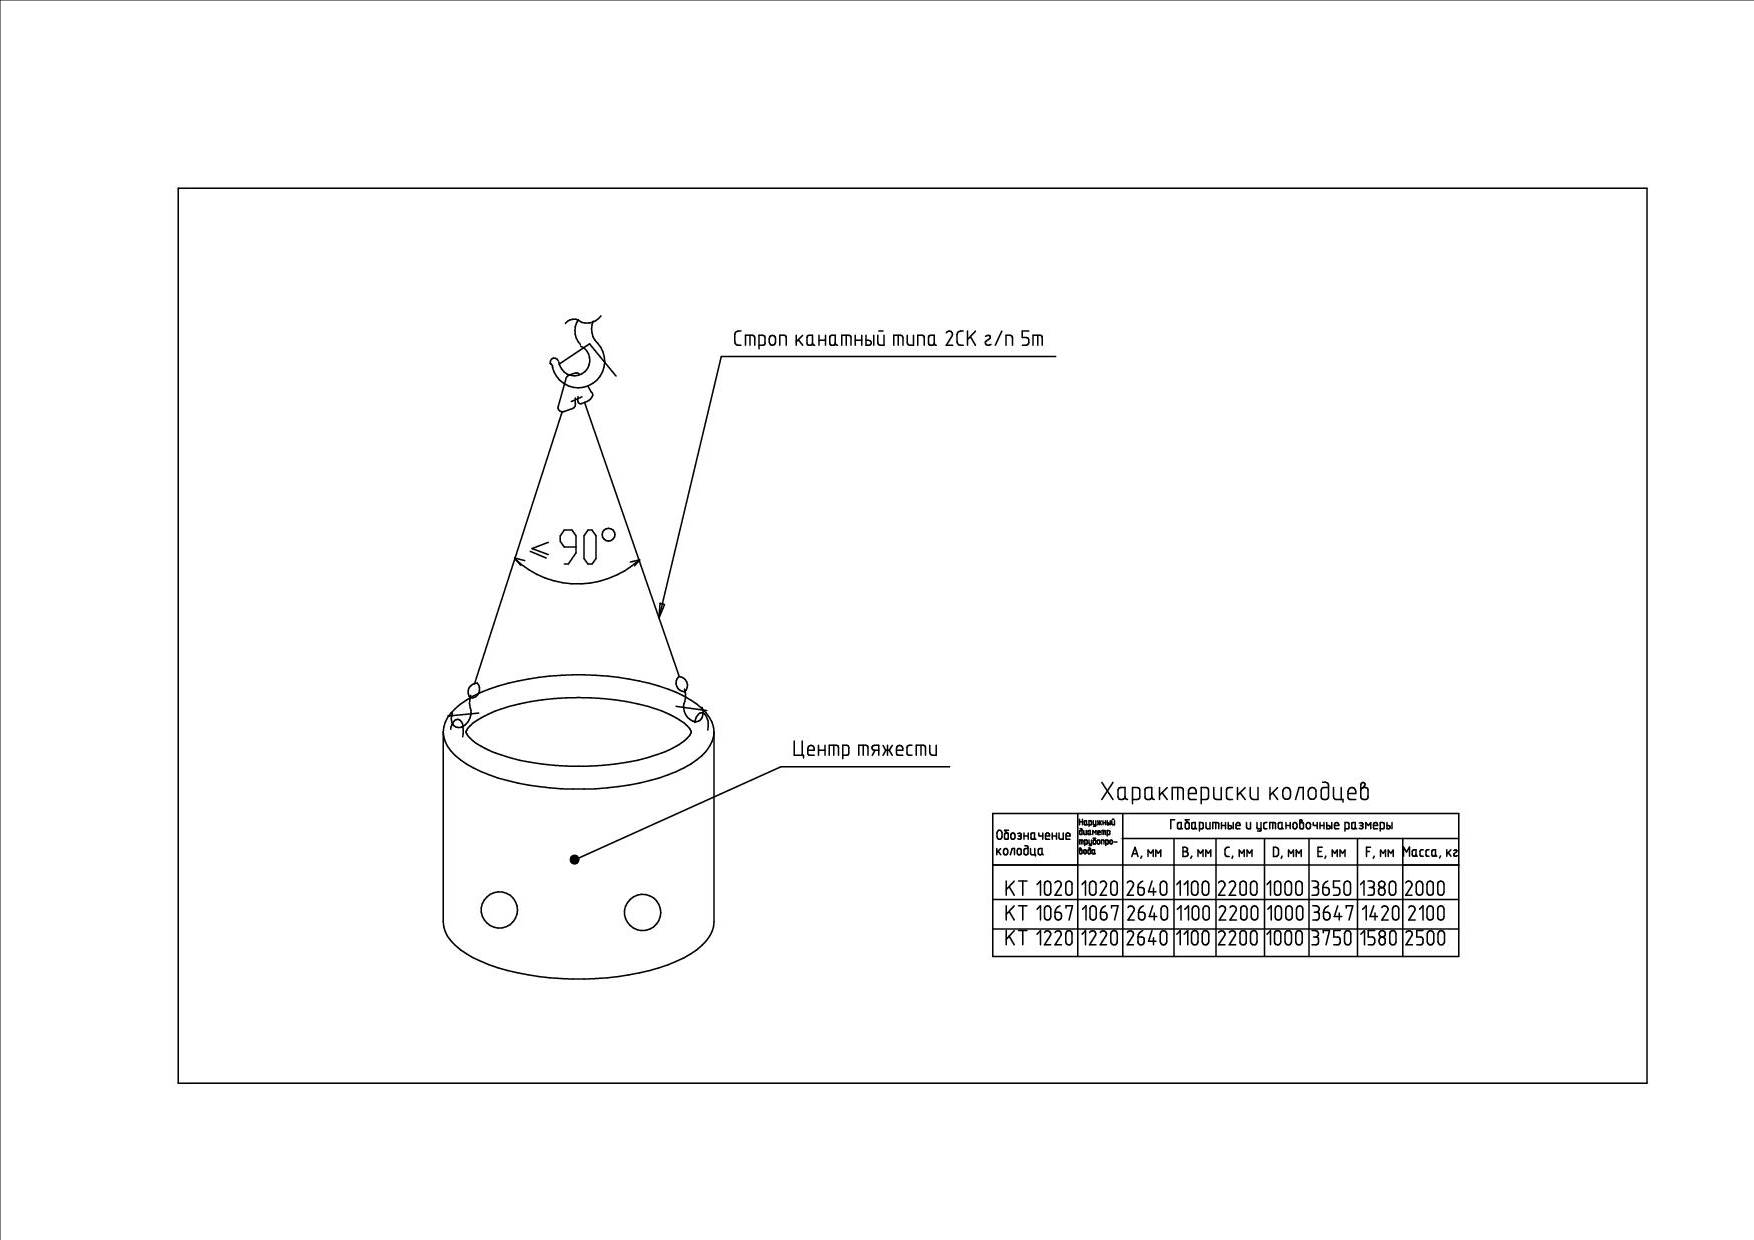 Строп канатный типа 2СК г/п 5т
≤ 90°
Центр тяжести
Характериски колодцев
Обозначение колодца Наружный диаметр трубопро- вода Габаритные и установочные размеры
А, мм В, мм С, мм D, мм Е, мм F, мм Масса, кг
КТ 1020 1020 2640 1100 2200 1000 3650 1380 2000
КТ 1067 1067 2640 1100 2200 1000 3647 1420 2100
КТ 1220 1220 2640 1100 2200 1000 3750 1580 2500